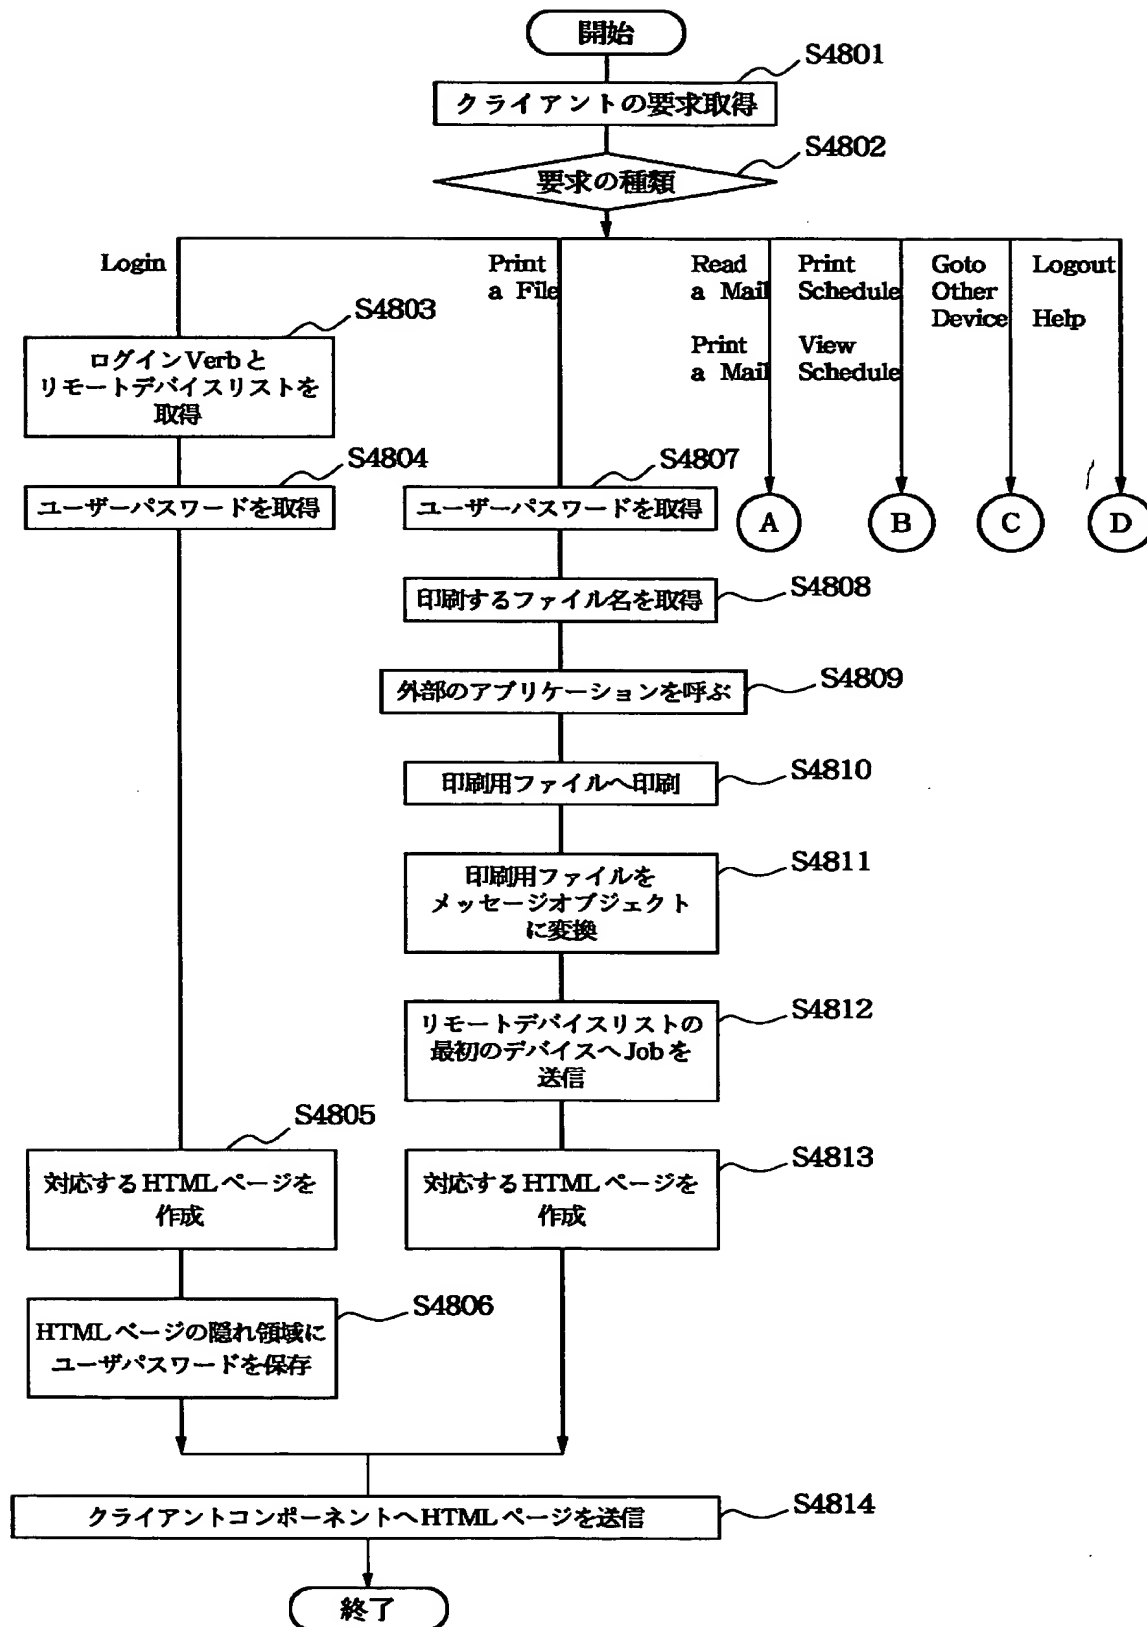 開始
S4801
クライアントの要求取得
S4802
要求の種類
Login
Print
a File
Read
a Mail
Print
a Mail
Print
Schedule
View
Schedule
Goto
Other
Device
Logout
Help
S4803
ログインVerbと
リモートデバイスリストを
取得
S4804
ユーザーパスワードを取得
S4807
ユーザーパスワードを取得
A
B
C
D
印刷するファイル名を取得
S4808
外部のアプリケーションを呼ぶ
S4809
印刷用ファイルへ印刷
S4810
印刷用ファイルを
メッセージオブジェクト
に変換
S4811
リモートデバイスリストの
最初のデバイスへJobを
送信
S4812
S4805
対応するHTMLページを
作成
対応するHTMLページを
作成
S4813
HTMLページの隠れ領域に
ユーザパスワードを保存
S4806
クライアントコンポーネントへHTMLページを送信
S4814
終了